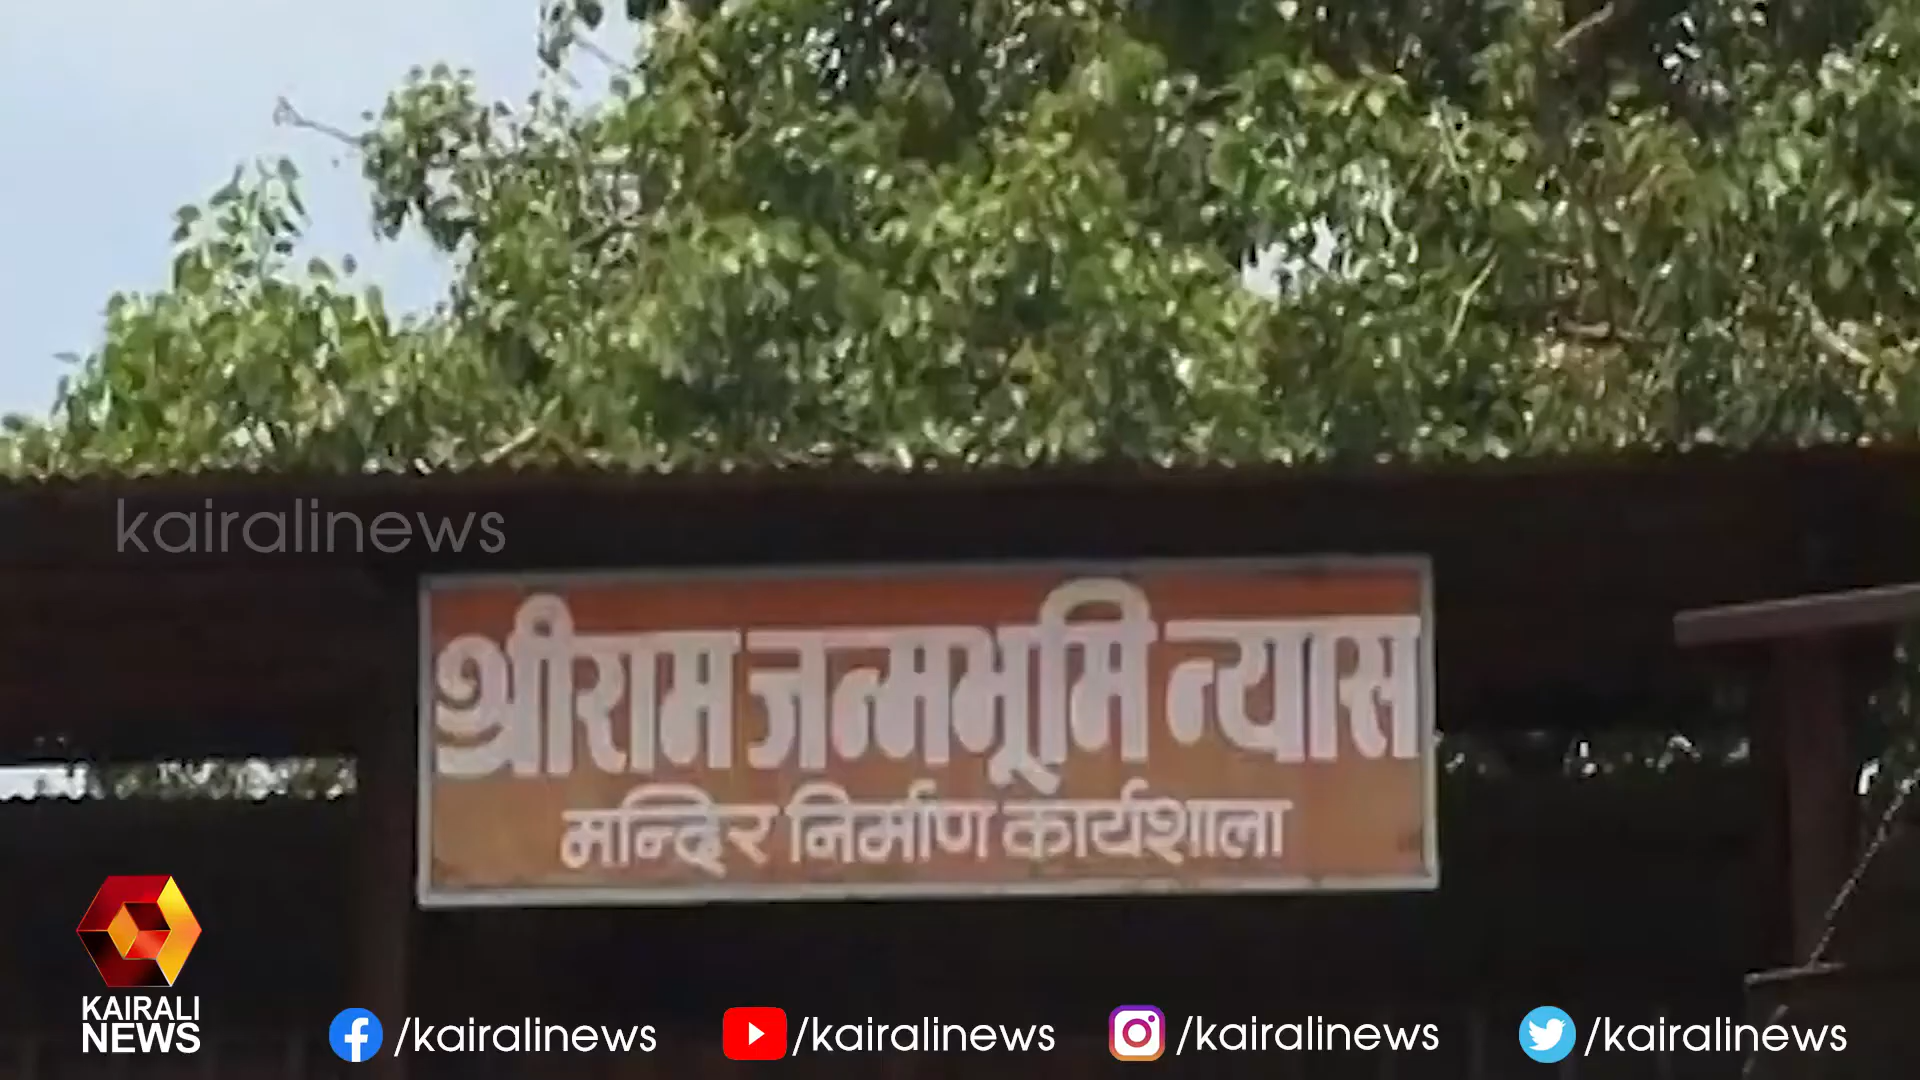 kairalinews
श्रीराम जन्मभूमि न्यास
मन्दिर निर्माण कार्यशाला
KAIRALI
NEWS
/kairalinews
/kairalinews
/kairalinews
/kairalinews